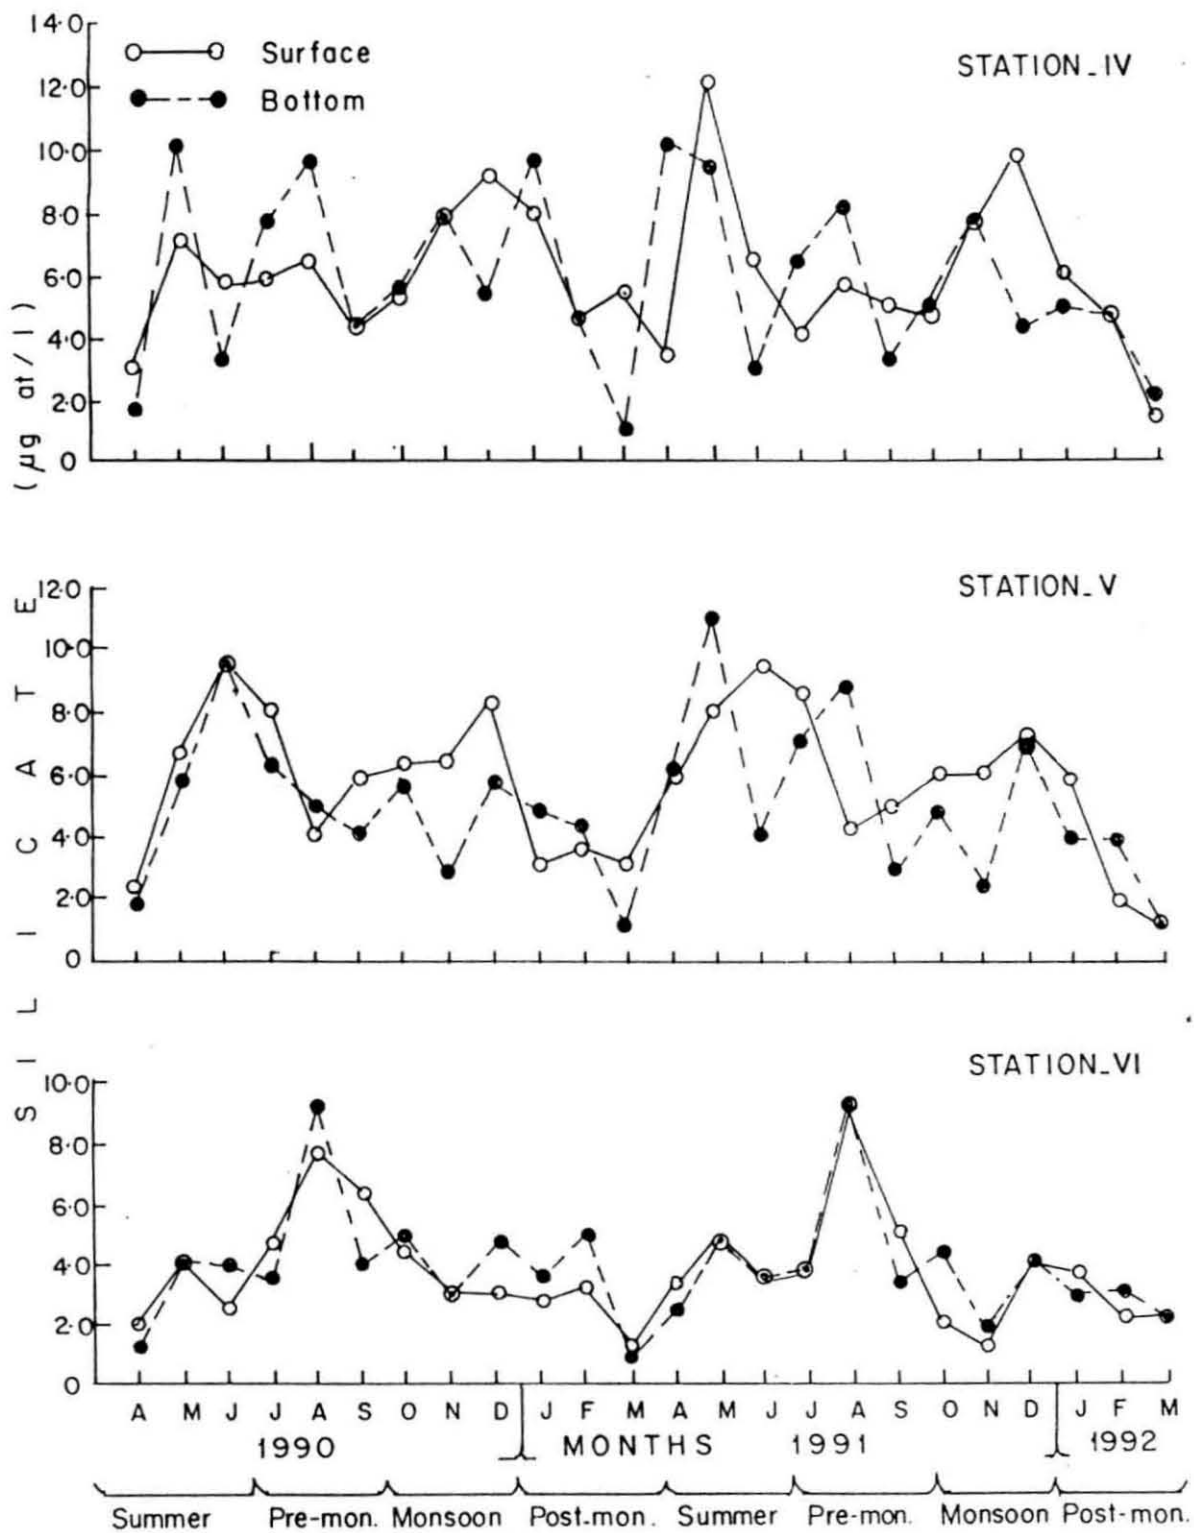 14·0
Surface
STATION_IV
12·0
Bottom
10·0
8·0
6·0
4·0
2·0
0
SILICATE (µg at/l)
12·0
STATION_V
10·0
8·0
6·0
4·0
2·0
0
STATION_VI
10·0
8·0
6·0
4·0
2·0
0
A M J J A S O N D J F M A M J J A S O N D J F M
1990 MONTHS 1991 1992
Summer Pre-mon. Monsoon Post-mon. Summer Pre-mon. Monsoon Post-mon.